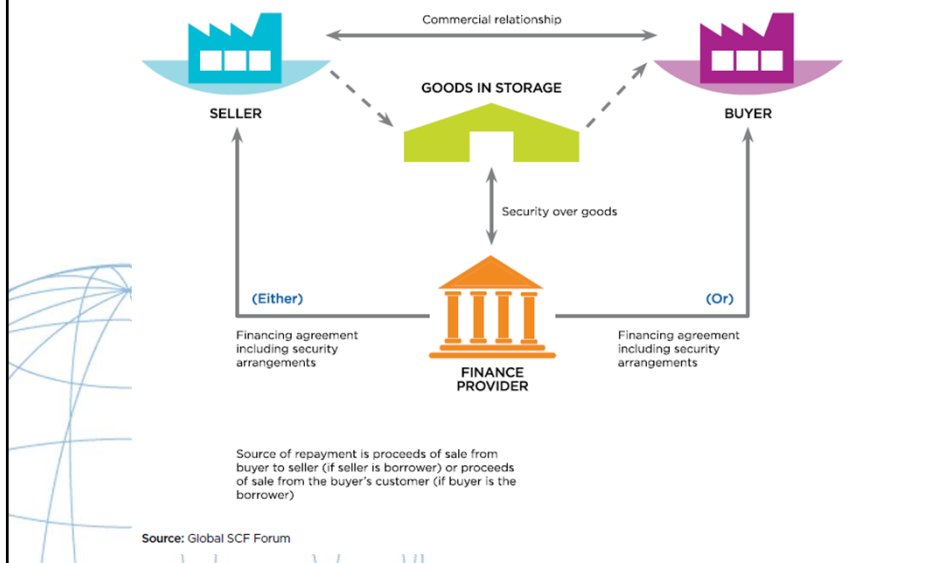 Commercial relationship
GOODS IN STORAGE
SELLER
BUYER
Security over goods
(Either)
(Or)
Financing agreement
including security
arrangements
Financing agreement
including security
arrangements
FINANCE
PROVIDER
Source of repayment is proceeds of sale from
buyer to seller (if seller is borrower) or proceeds
of sale from the buyer's customer (if buyer is the
borrower)
Source: Global SCF Forum